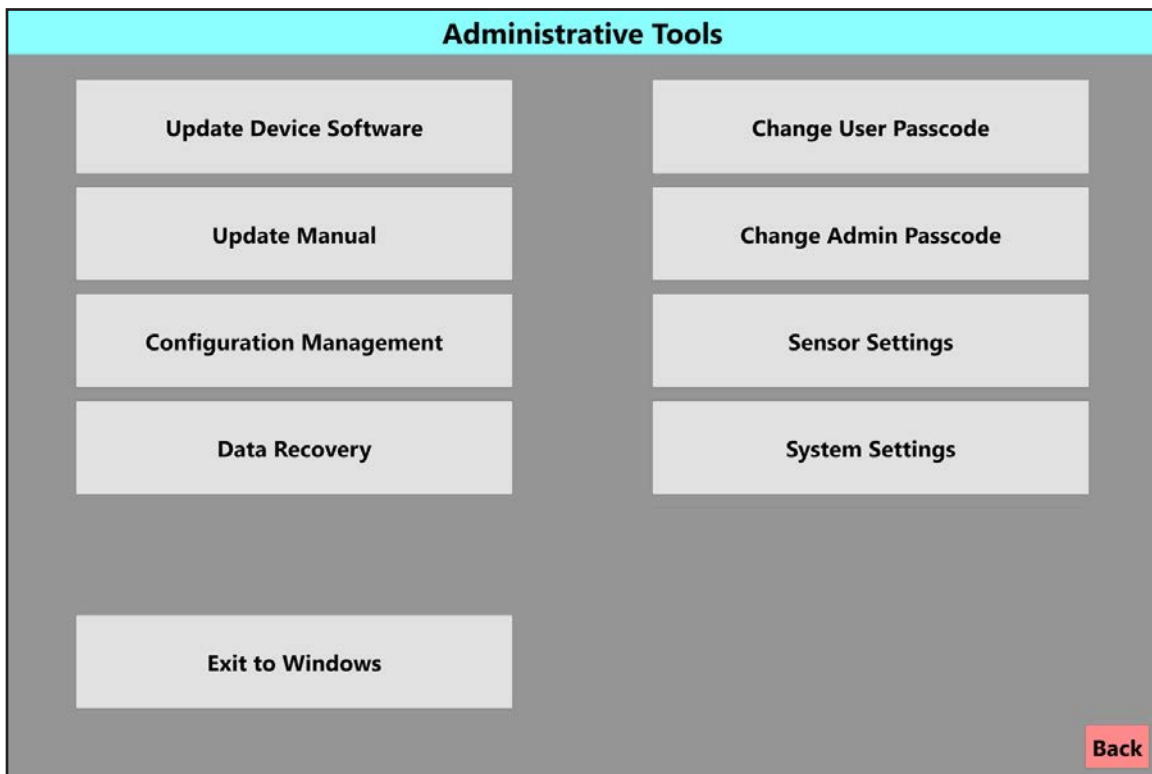 Administrative Tools
Update Device Software
Change User Passcode
Update Manual
Change Admin Passcode
Configuration Management
Sensor Settings
Data Recovery
System Settings
Exit to Windows
Back